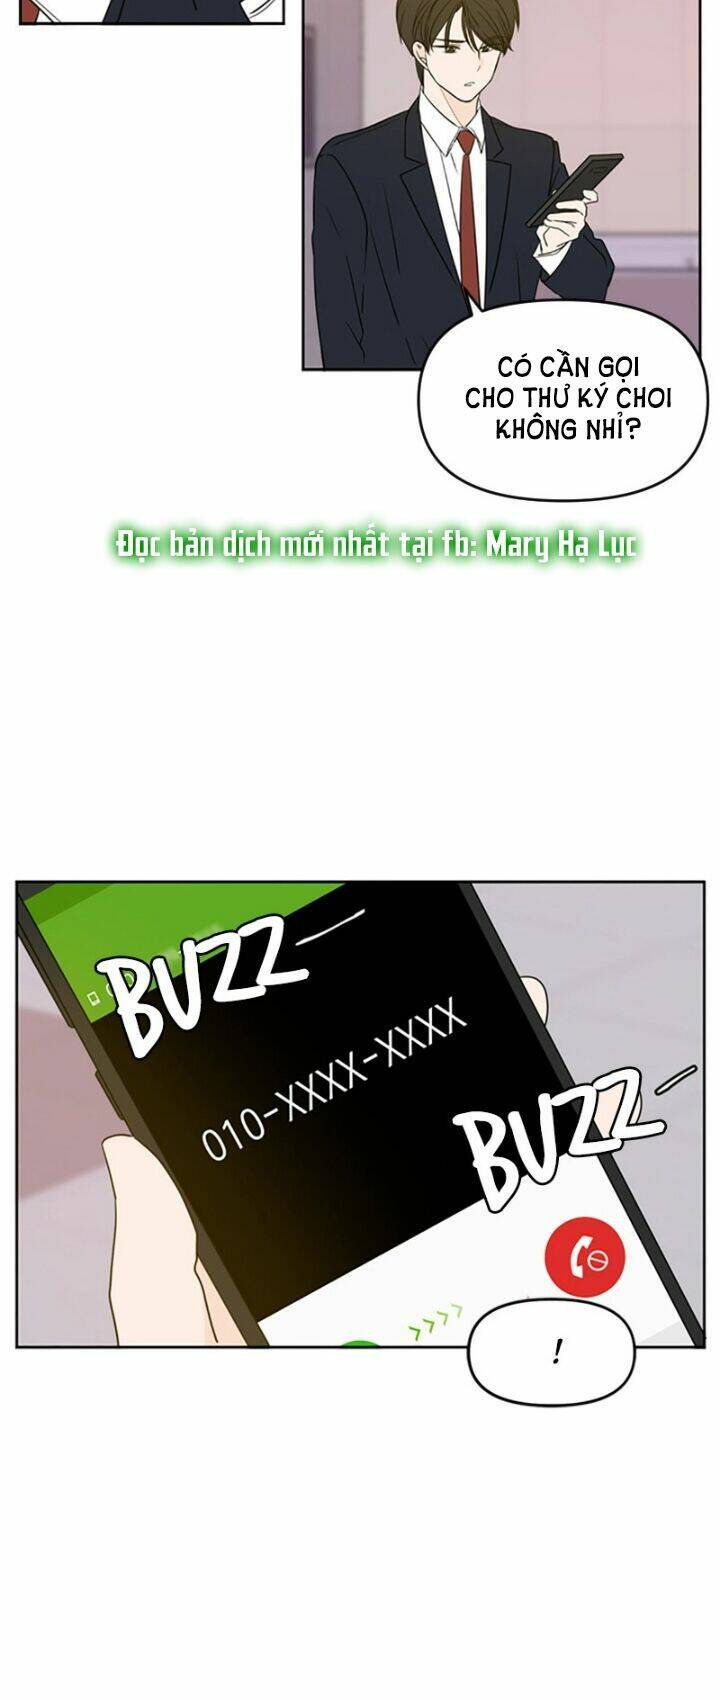 CÓ CẦN GỌI
CHO THƯ KÝ CHOI
KHÔNG NHỈ?
Đọc bản dịch mới nhất tại fb: Mary Hạ Lục
BUZZ
010-XXXX-XXXX
BUZZ
!